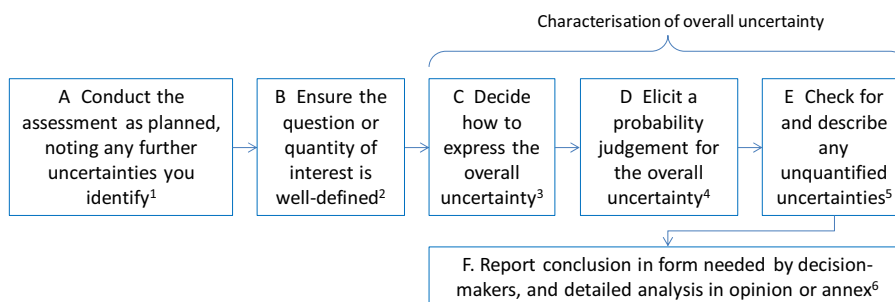 Characterisation of overall uncertainty
A Conduct the
assessment as planned,
noting any further
uncertainties you
identify¹
B Ensure the
question or
quantity of
interest is
well-defined²
C Decide
how to
express the
overall
uncertainty³
D Elicit a
probability
judgement for
the overall
uncertainty⁴
E Check for
and describe
any
unquantified
uncertainties⁵
F. Report conclusion in form needed by decision-
makers, and detailed analysis in opinion or annex⁶